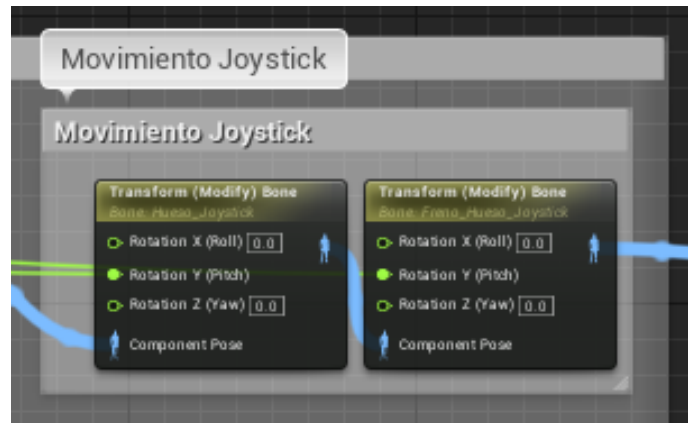 Movimiento Joystick
Movimiento Joystick
Transform (Modify) Bone
Bone: Hueso_Joystick
Rotation X (Roll) 0.0
Rotation Y (Pitch)
Rotation Z (Yaw) 0.0
Component Pose
Transform (Modify) Bone
Bone: Freno_Hueso_Joystick
Rotation X (Roll) 0.0
Rotation Y (Pitch)
Rotation Z (Yaw) 0.0
Component Pose